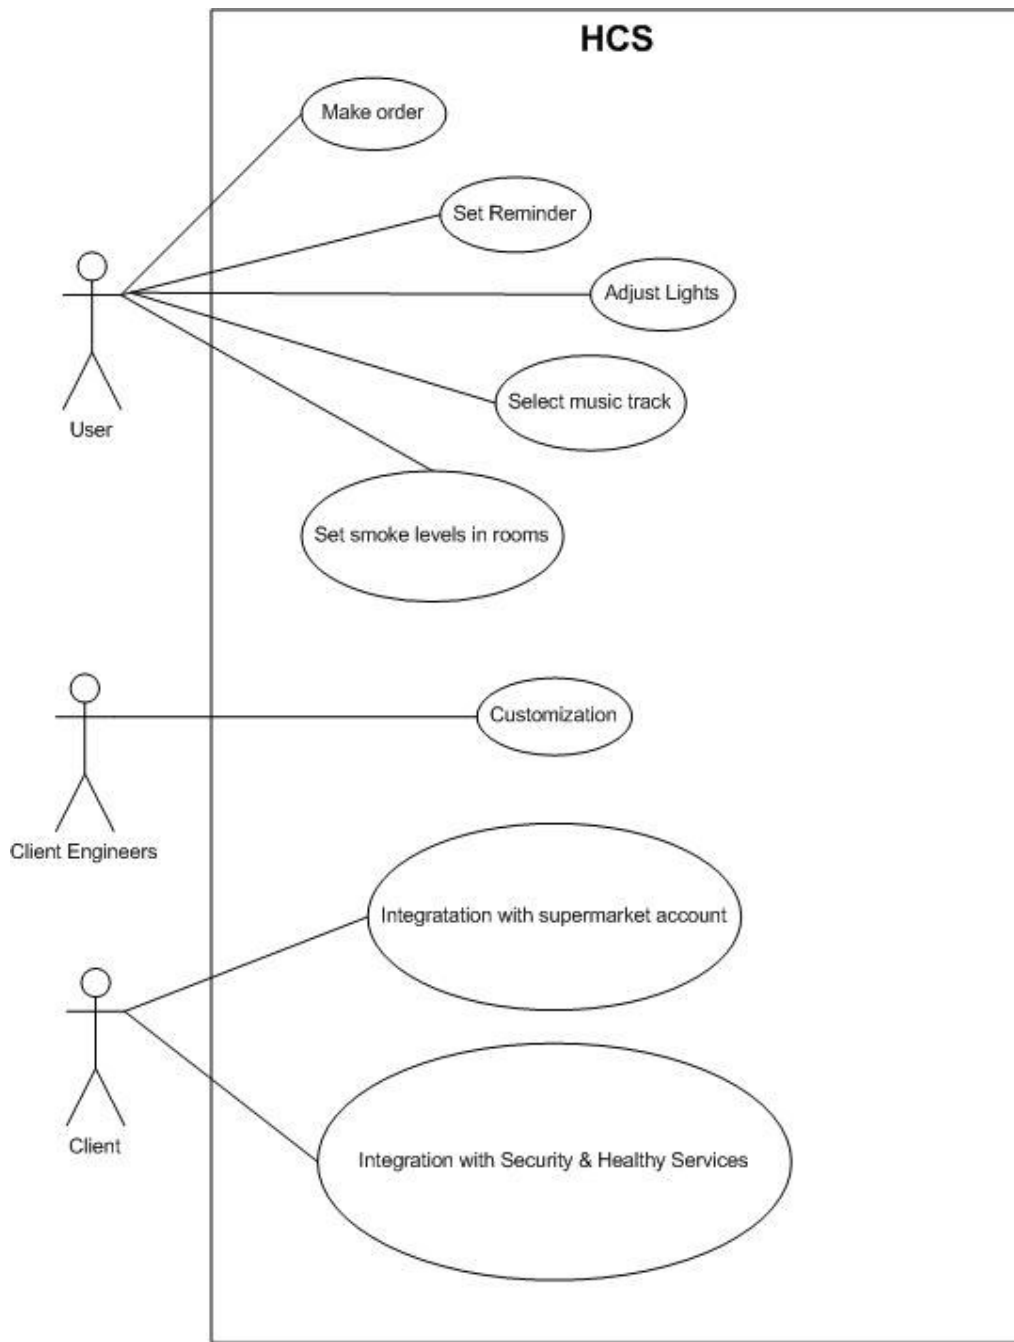 HCS
Make order
Set Reminder
Adjust Lights
Select music track
User
Set smoke levels in rooms
Customization
Client Engineers
Integratation with supermarket account
Client
Integration with Security & Healthy Services